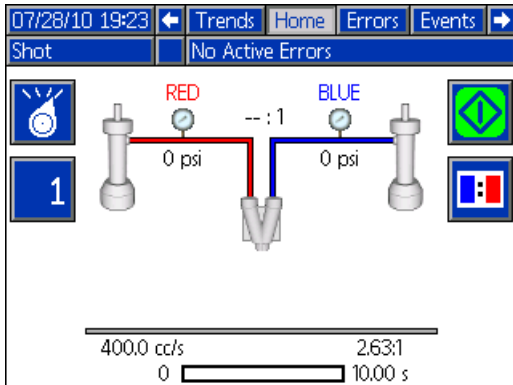 07/28/10 19:23 Trends Home Errors Events
Shot No Active Errors
RED BLUE
-- : 1
0 psi 0 psi
1
400.0 cc/s 2.63:1
0 10.00 s